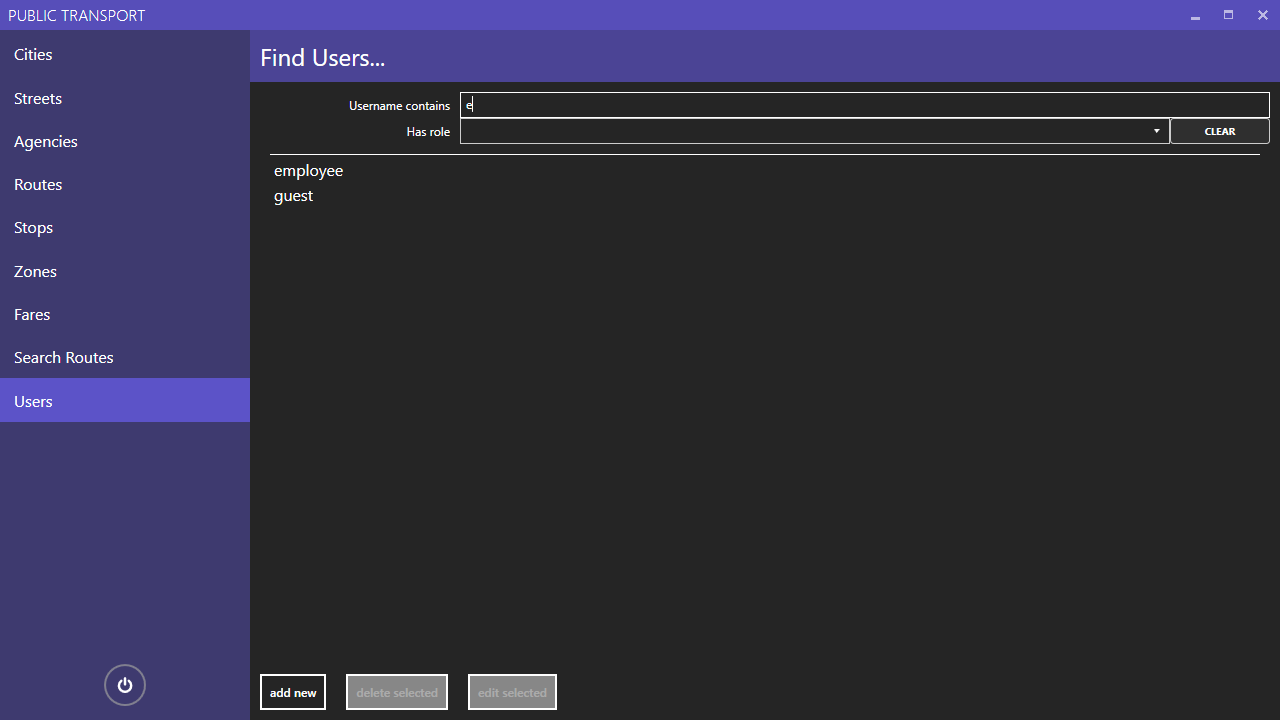 PUBLIC TRANSPORT
Cities
Streets
Agencies
Routes
Stops
Zones
Fares
Search Routes
Users
Find Users...
Username contains e
Has role CLEAR
employee
guest
add new delete selected edit selected